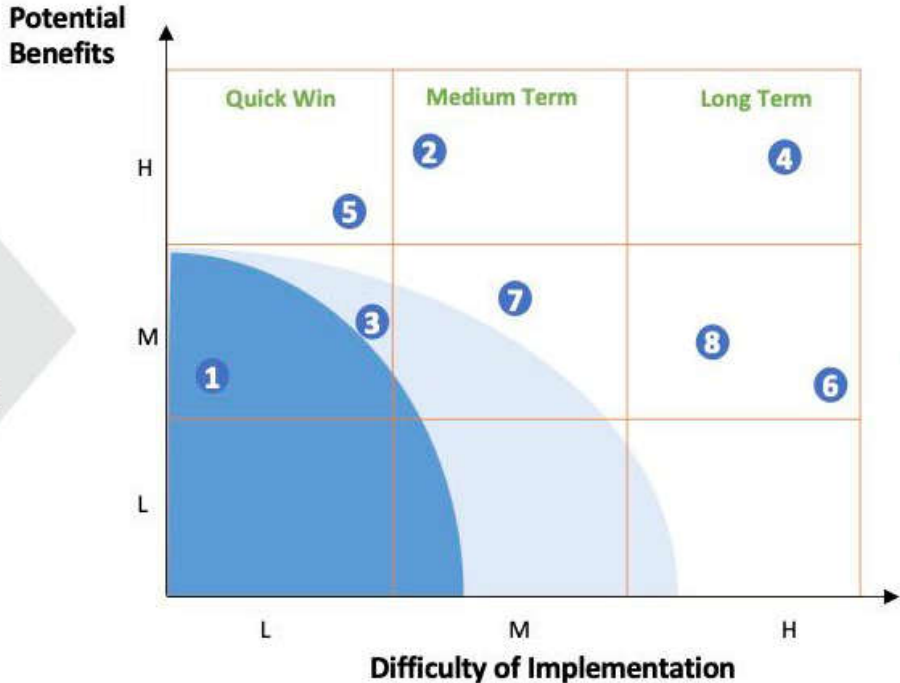 Potential
Benefits
Quick Win
Medium Term
Long Term
H
2
4
5
M
7
3
8
1
6
L
L
M
H
Difficulty of Implementation